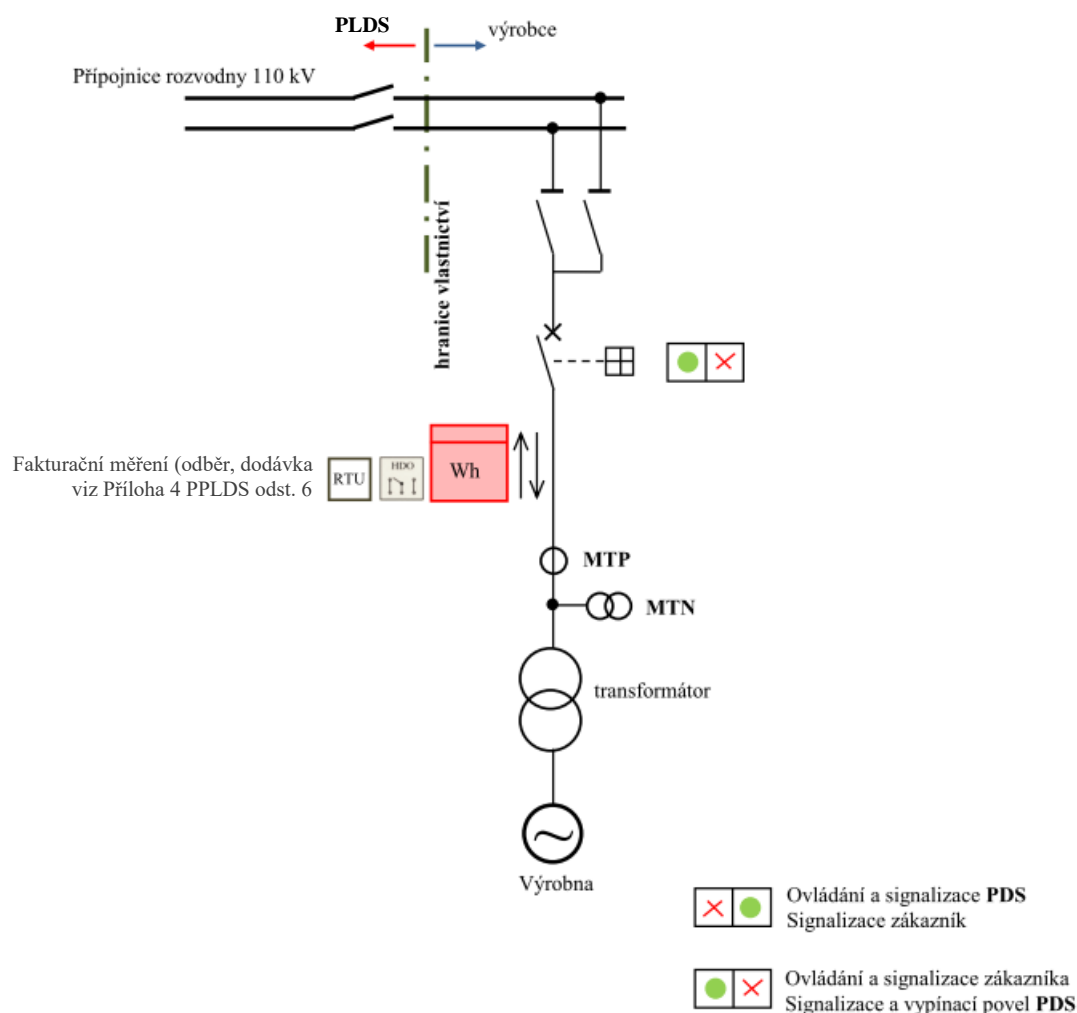 PLDS
výrobce
Přípojnice rozvodny 110 kV
hranice vlastnictví
Fakturační měření (odběr, dodávka
viz Příloha 4 PPLDS odst. 6
RTU
HDO
Wh
MTP
MTN
transformátor
Výrobna
Ovládání a signalizace PDS
Signalizace zákazník
Ovládání a signalizace zákazníka
Signalizace a vypínací povel PDS